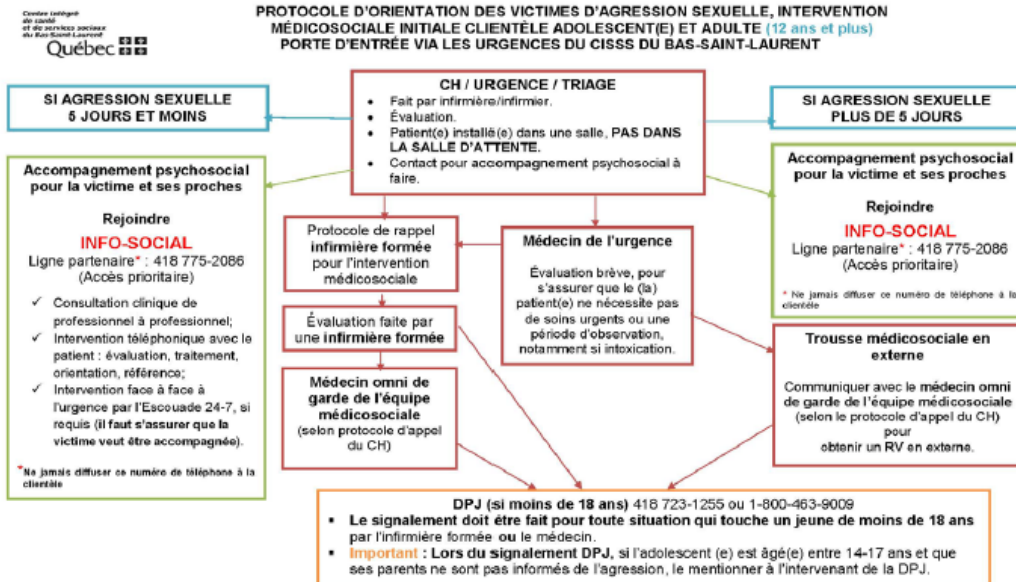 Centre intégré
de santé
et de services sociaux
du Bas-Saint-Laurent
Québec
PROTOCOLE D'ORIENTATION DES VICTIMES D'AGRESSION SEXUELLE, INTERVENTION
MÉDICOSOCIALE INITIALE CLIENTÈLE ADOLESCENT(E) ET ADULTE (12 ans et plus)
PORTE D'ENTRÉE VIA LES URGENCES DU CISSS DU BAS-SAINT-LAURENT
CH / URGENCE / TRIAGE
• Fait par infirmière/infirmier.
• Évaluation.
• Patient(e) installé(e) dans une salle, PAS DANS
LA SALLE D'ATTENTE.
• Contact pour accompagnement psychosocial à
faire.
SI AGRESSION SEXUELLE
5 JOURS ET MOINS
SI AGRESSION SEXUELLE
PLUS DE 5 JOURS
Accompagnement psychosocial
pour la victime et ses proches
Rejoindre
INFO-SOCIAL
Ligne partenaire* : 418 775-2086
(Accès prioritaire)
✓ Consultation clinique de
professionnel à professionnel;
✓ Intervention téléphonique avec le
patient : évaluation, traitement,
orientation, référence;
✓ Intervention face à face à
l'urgence par l'Escouade 24-7, si
requis (il faut s'assurer que la
victime veut être accompagnée).
*Ne jamais diffuser ce numéro de téléphone à la
clientèle
Protocole de rappel
infirmière formée
pour l'intervention
médicosociale
Évaluation faite par
une infirmière formée
Médecin omni de
garde de l'équipe
médicosociale
(selon protocole d'appel
du CH)
Médecin de l'urgence
Évaluation brève, pour
s'assurer que le (la)
patient(e) ne nécessite pas
de soins urgents ou une
période d'observation,
notamment si intoxication.
Accompagnement psychosocial
pour la victime et ses proches
Rejoindre
INFO-SOCIAL
Ligne partenaire* : 418 775-2086
(Accès prioritaire)
* Ne jamais diffuser ce numéro de téléphone à la
clientèle
Trousse médicosociale en
externe
Communiquer avec le médecin omni
de garde de l'équipe médicosociale
(selon le protocole d'appel du CH)
pour
obtenir un RV en externe.
DPJ (si moins de 18 ans) 418 723-1255 ou 1-800-463-9009
▪ Le signalement doit être fait pour toute situation qui touche un jeune de moins de 18 ans
par l'infirmière formée ou le médecin.
▪ Important : Lors du signalement DPJ, si l'adolescent (e) est âgé(e) entre 14-17 ans et que
ses parents ne sont pas informés de l'agression, le mentionner à l'intervenant de la DPJ.